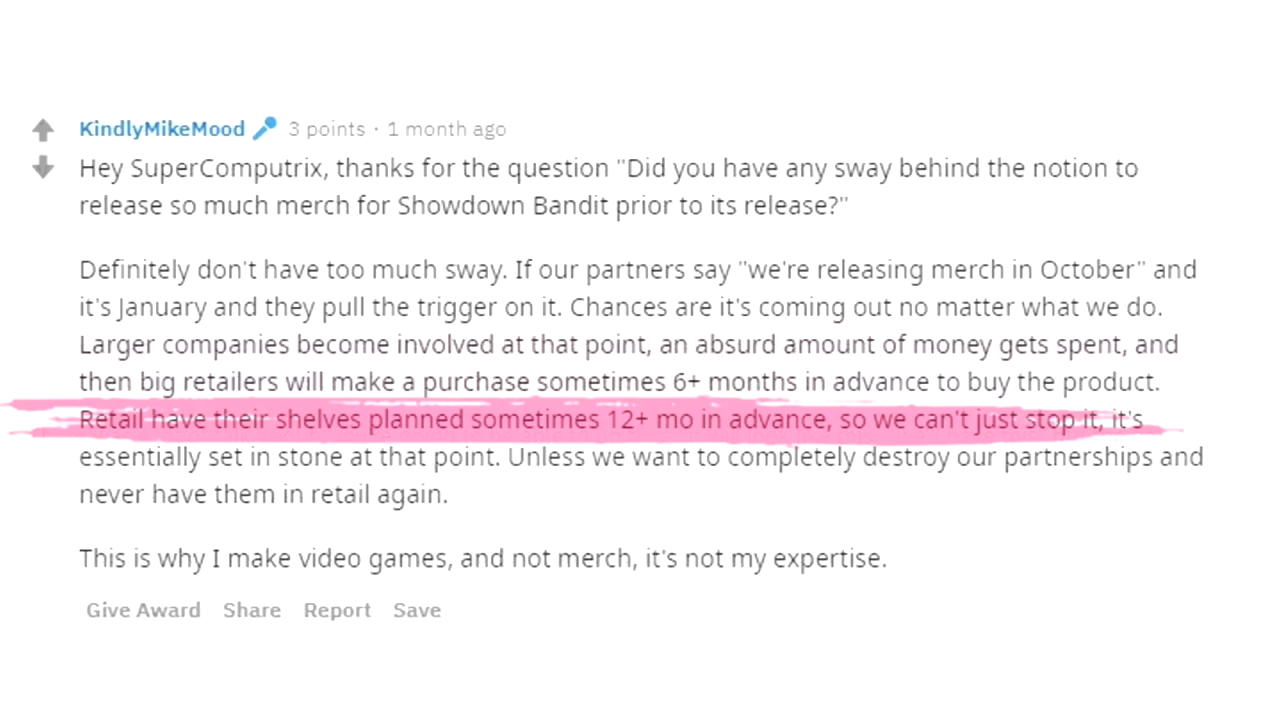 KindlyMikeMood 3 points · 1 month ago
Hey SuperComputrix, thanks for the question "Did you have any sway behind the notion to
release so much merch for Showdown Bandit prior to its release?"
Definitely don't have too much sway. If our partners say "we're releasing merch in October" and
it's January and they pull the trigger on it. Chances are it's coming out no matter what we do.
Larger companies become involved at that point, an absurd amount of money gets spent, and
then big retailers will make a purchase sometimes 6+ months in advance to buy the product.
Retail have their shelves planned sometimes 12+ mo in advance, so we can't just stop it, it's
essentially set in stone at that point. Unless we want to completely destroy our partnerships and
never have them in retail again.
This is why I make video games, and not merch, it's not my expertise.
Give Award Share Report Save